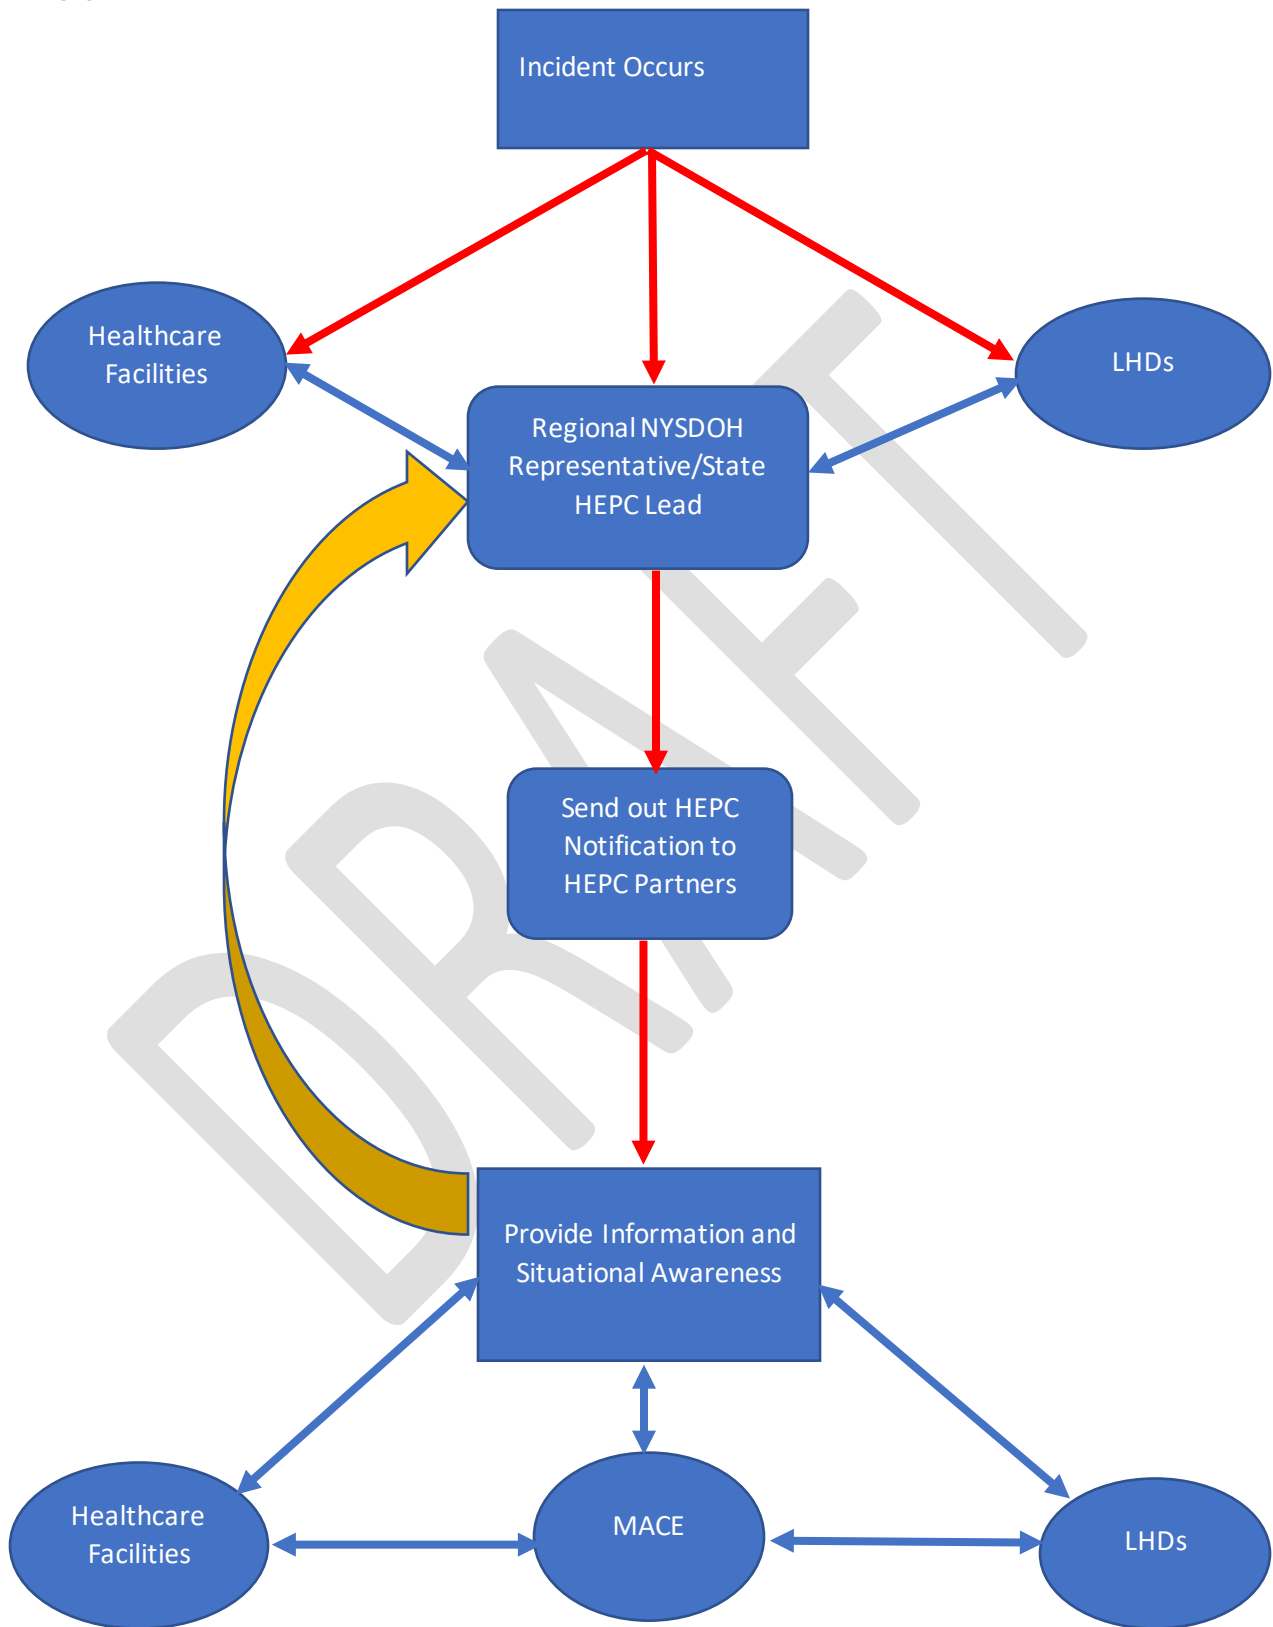 Incident Occurs
Healthcare
Facilities
LHDs
Regional NYSDOH
Representative/State
HEPC Lead
Send out HEPC
Notification to
HEPC Partners
DRAFT
Provide Information and
Situational Awareness
Healthcare
Facilities
MACE
LHDs